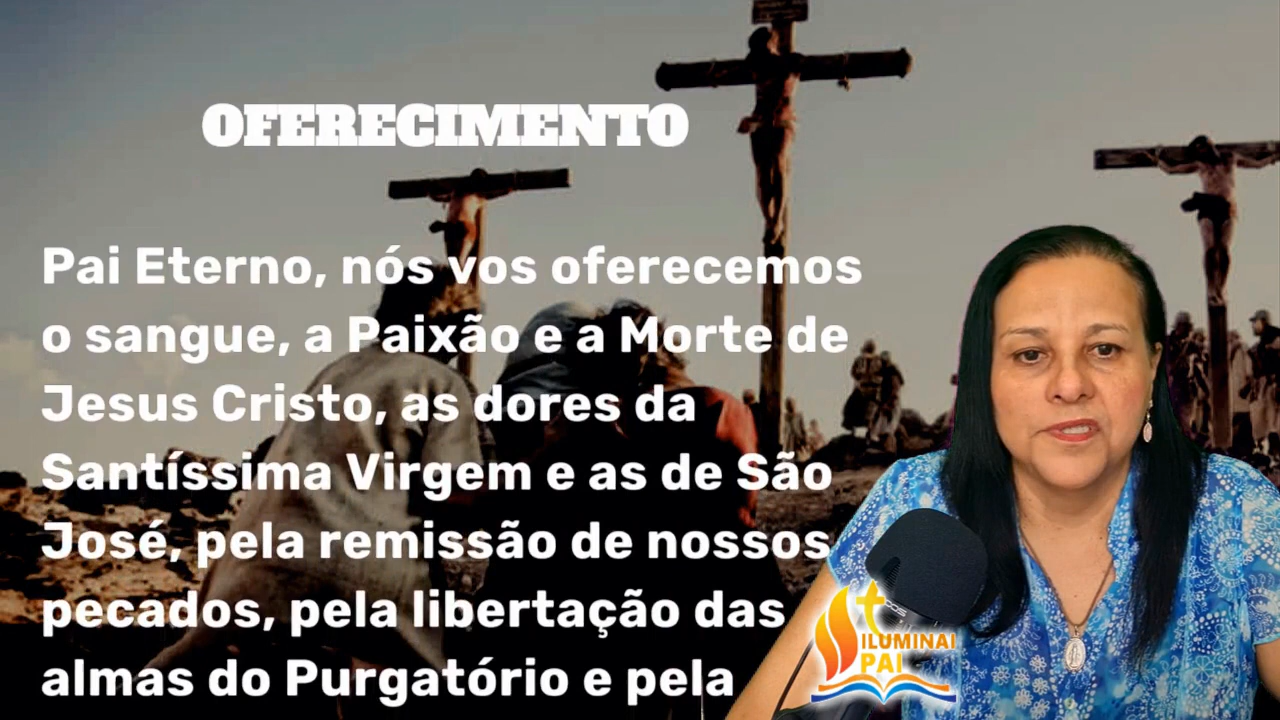 OFERECIMENTO
Pai Eterno, nós vos oferecemos
o sangue, a Paixão e a Morte de
Jesus Cristo, as dores da
Santíssima Virgem e as de São
José, pela remissão de nossos
pecados, pela libertação das
almas do Purgatório e pela
ILUMINAI
PAI